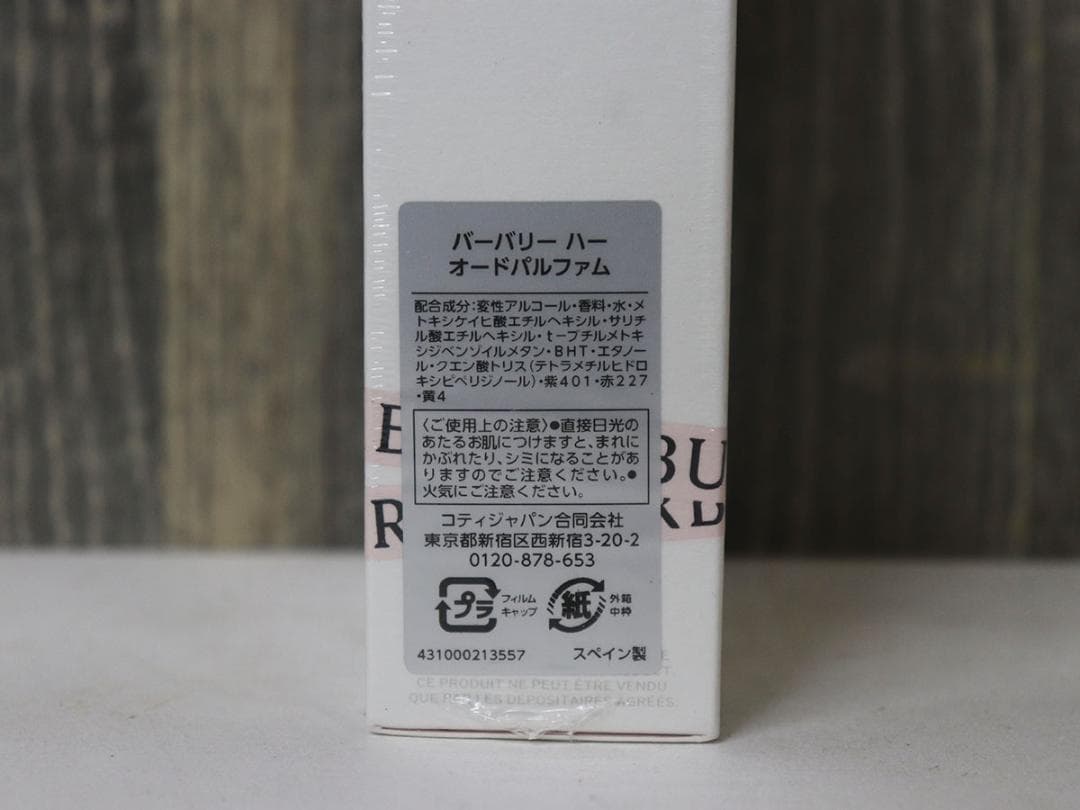 バーバリー ハー
オードパルファム
配合成分:変性アルコール・香料・水・メ
トキシケイヒ酸エチルヘキシル・サリチ
ル酸エチルヘキシル・t-ブチルメトキ
シジベンゾイルメタン・BHT・エタノー
ル・クエン酸トリス(テトラメチルヒドロ
キシピペリジノール)・紫401・赤227
・黄4
〈ご使用上の注意〉●直接日光の
あたるお肌につけますと、まれに
かぶれたり、シミになることがあ
りますのでご注意ください。●
火気にご注意ください。
BU
R
コティジャパン合同会社
東京都新宿区西新宿3-20-2
0120-878-653
プラ フィルム キャップ 紙 外箱 中枠
431000213557 スペイン製
CE PRODUIT NE PEUT ÊTRE VENDU
QUE PAR LES DÉPOSITAIRES AGRÉÉS.